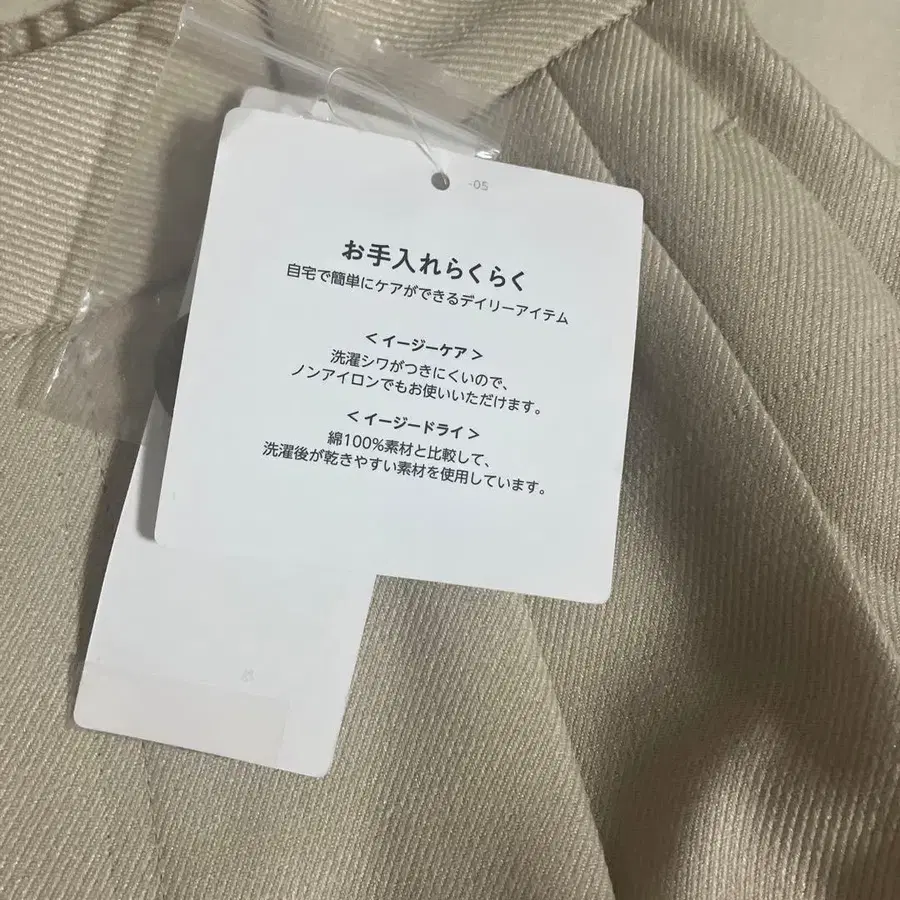 -05
お手入れらくらく
自宅で簡単にケアができるデイリーアイテム
＜イージーケア＞
洗濯シワがつきにくいので、
ノンアイロンでもお使いいただけます。
＜イージードライ＞
綿100%素材と比較して、
洗濯後が乾きやすい素材を使用しています。